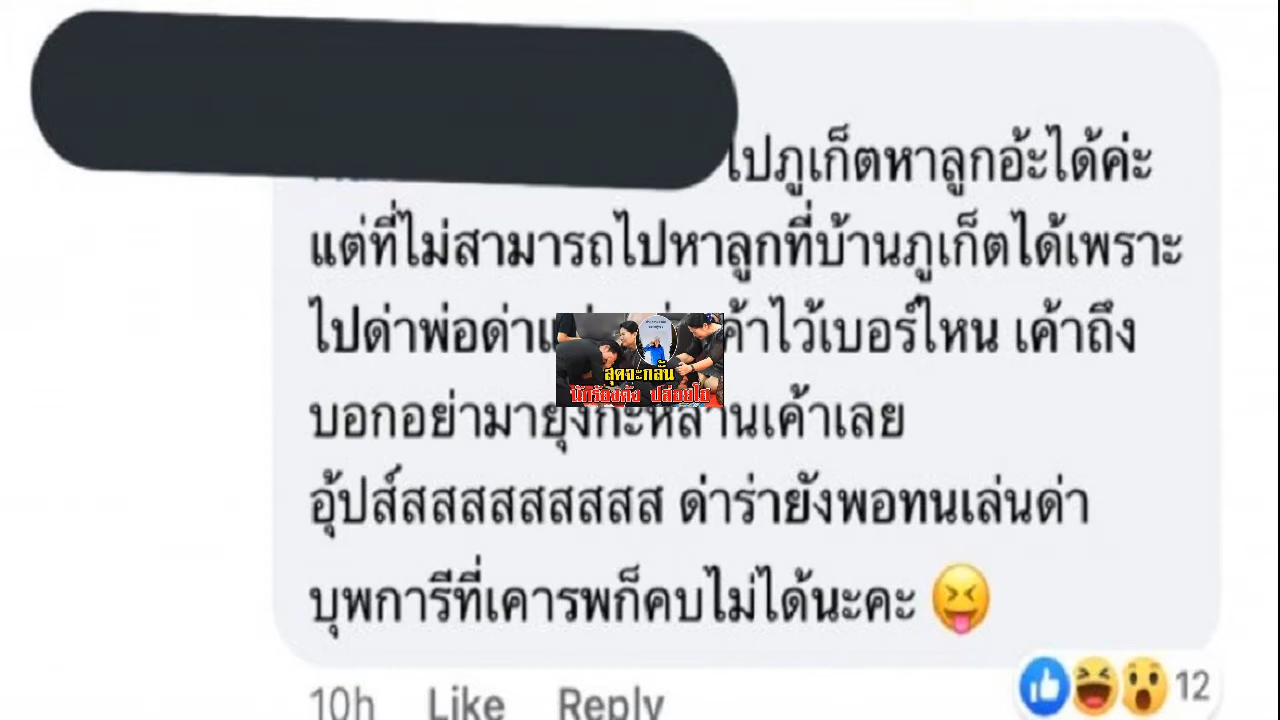 ไปภูเก็ตหาลูกอ้ะได้ค่ะ
แต่ที่ไม่สามารถไปหาลูกที่บ้านภูเก็ตได้เพราะ
ไปด่าพ่อด่า ค้าไว้เบอร์ไหน เค้าถึง
สุดจะกลั้น
บอกอย่ามายุ่งกะหลานเค้าเลย
อุ้ปส์สสสสสสสสส ด่าร่ายังพอทนเล่นด่า
บุพการีที่เคารพก็คบไม่ได้นะคะ 😝
12
10h Like Reply